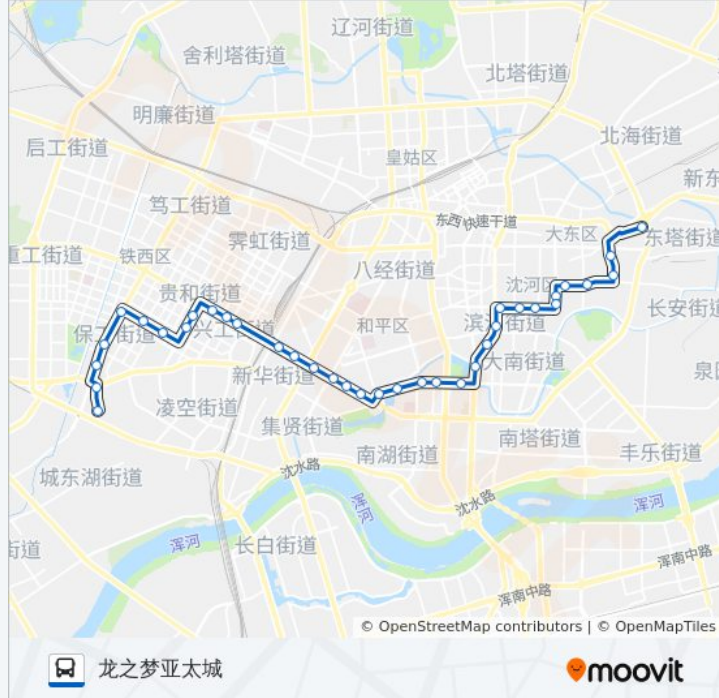 辽河街道
舍利塔街道
北塔街道
明廉街道
北海街道
启工街道
皇姑区
新东
笃工街道
东西快速干道
霁虹街道
大东区
东塔街道
重工街道
铁西区
八经街道
沈河区
贵和街道
长安街道
保工街道
兴工街道
和平区
滨河街道
大南街道
新华街道
泉园
凌空街道
集贤街道
南塔街道
南湖街道
丰乐街道
沈水路
城东湖街道
沈水路
浑河
浑河
浑河
街道
长白街道
浑南中路
浑南中路
© OpenStreetMap contributors | © OpenMapTiles
龙之梦亚太城
moovit